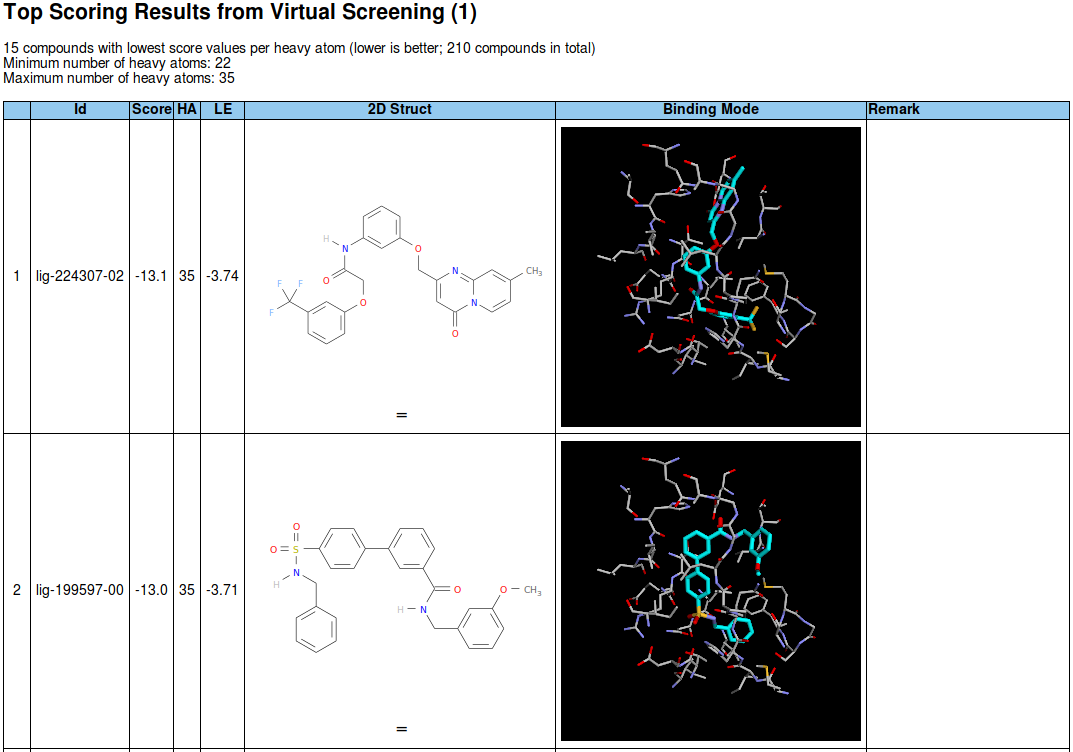 Top Scoring Results from Virtual Screening (1)
15 compounds with lowest score values per heavy atom (lower is better; 210 compounds in total)
Minimum number of heavy atoms: 22
Maximum number of heavy atoms: 35
Id Score HA LE 2D Struct Binding Mode Remark
1 lig-224307-02 -13.1 35 -3.74
H
N
O
O
N
CH₃
F F
F
O
N
O
=
2 lig-199597-00 -13.0 35 -3.71
O
O = S
N
H
O
O — CH₃
H — N
=